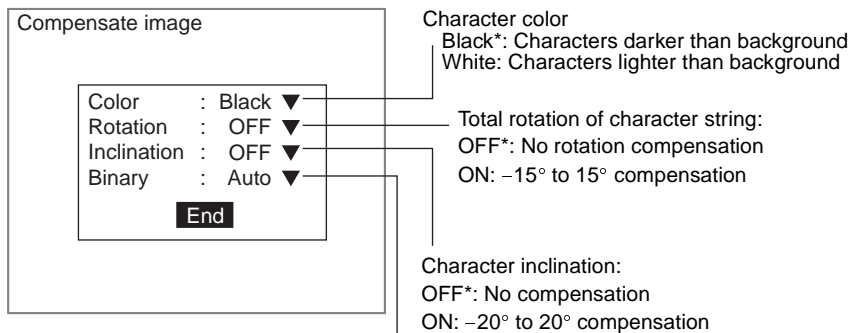 Compensate image
Color : Black ▼
Rotation : OFF ▼
Inclination : OFF ▼
Binary : Auto ▼
End
Character color
Black*: Characters darker than background
White: Characters lighter than background
Total rotation of character string:
OFF*: No rotation compensation
ON: −15° to 15° compensation
Character inclination:
OFF*: No compensation
ON: −20° to 20° compensation